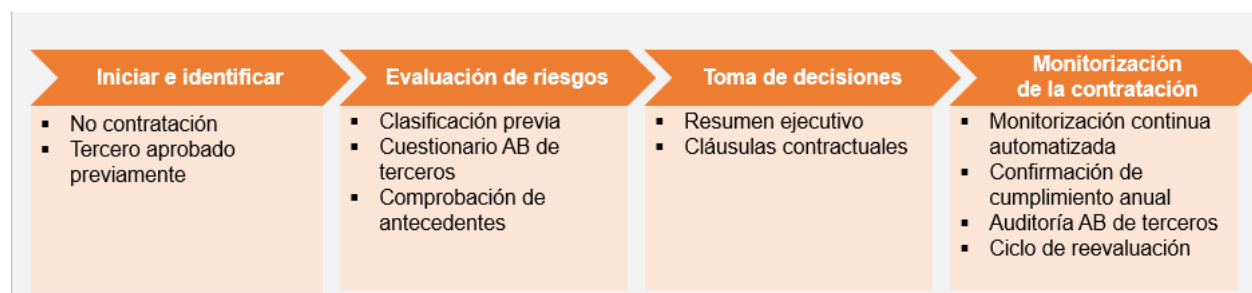 Iniciar e identificar
▪ No contratación
▪ Tercero aprobado
previamente
Evaluación de riesgos
▪ Clasificación previa
▪ Cuestionario AB de
terceros
▪ Comprobación de
antecedentes
Toma de decisiones
▪ Resumen ejecutivo
▪ Cláusulas contractuales
Monitorización
de la contratación
▪ Monitorización continua
automatizada
▪ Confirmación de
cumplimiento anual
▪ Auditoría AB de terceros
▪ Ciclo de reevaluación